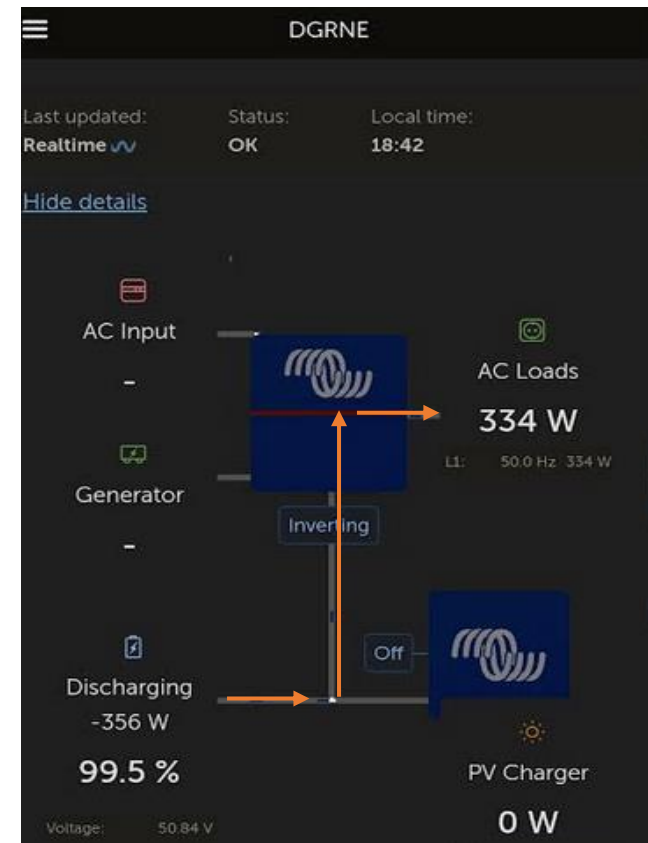 DGRNE
Last updated: Status: Local time:
Realtime OK 18:42
Hide details
AC Input
-
AC Loads
334 W
L1: 50.0 Hz 334 W
Generator
-
Inverting
Off
Discharging
-356 W
99.5 %
Voltage: 50.84 V
PV Charger
0 W